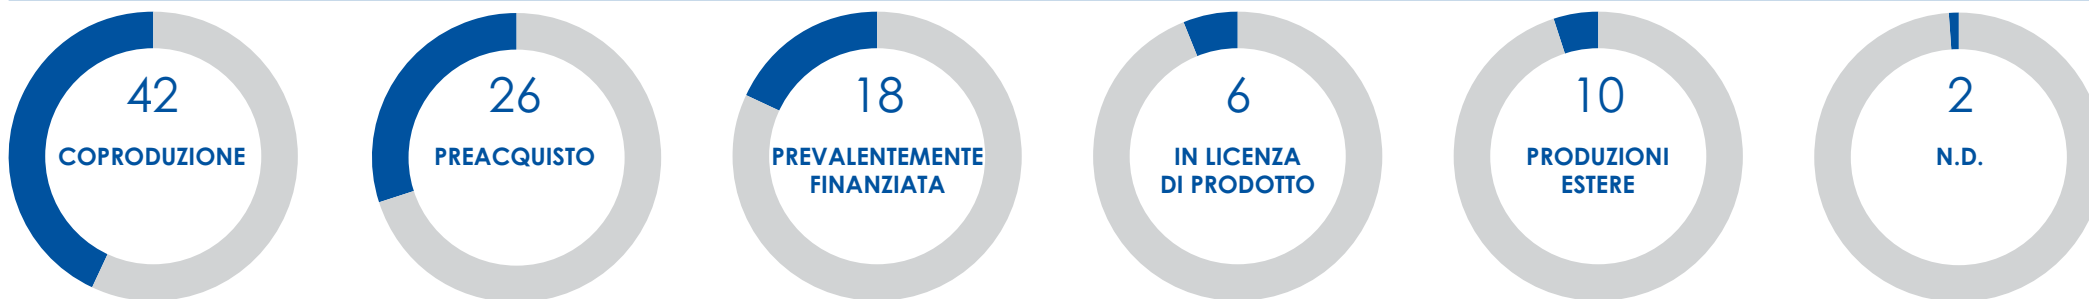 42
COPRODUZIONE
26
PREACQUISTO
18
PREVALENTEMENTE
FINANZIATA
6
IN LICENZA
DI PRODOTTO
10
PRODUZIONI
ESTERE
2
N.D.